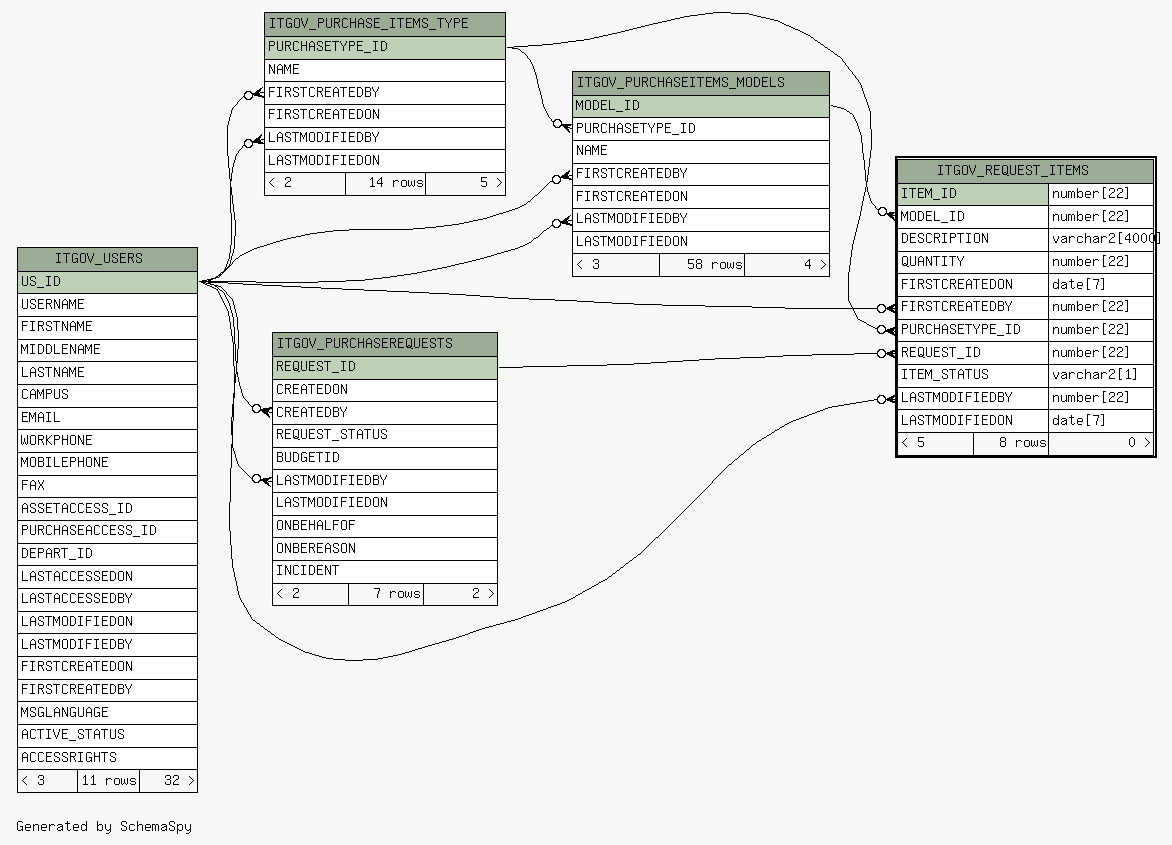 ITGOV_PURCHASE_ITEMS_TYPE
PURCHASETYPE_ID
NAME
FIRSTCREATEDBY
FIRSTCREATEDON
LASTMODIFIEDBY
LASTMODIFIEDON
< 2 14 rows 5 >
ITGOV_PURCHASEITEMS_MODELS
MODEL_ID
PURCHASETYPE_ID
NAME
FIRSTCREATEDBY
FIRSTCREATEDON
LASTMODIFIEDBY
LASTMODIFIEDON
< 3 58 rows 4 >
ITGOV_REQUEST_ITEMS
ITEM_ID number[22]
MODEL_ID number[22]
DESCRIPTION varchar2[4000]
QUANTITY number[22]
FIRSTCREATEDON date[7]
FIRSTCREATEDBY number[22]
PURCHASETYPE_ID number[22]
REQUEST_ID number[22]
ITEM_STATUS varchar2[1]
LASTMODIFIEDBY number[22]
LASTMODIFIEDON date[7]
< 5 8 rows 0 >
ITGOV_USERS
US_ID
USERNAME
FIRSTNAME
MIDDLENAME
LASTNAME
CAMPUS
EMAIL
WORKPHONE
MOBILEPHONE
FAX
ASSETACCESS_ID
PURCHASEACCESS_ID
DEPART_ID
LASTACCESSEDON
LASTACCESSEDBY
LASTMODIFIEDON
LASTMODIFIEDBY
FIRSTCREATEDON
FIRSTCREATEDBY
MSGLANGUAGE
ACTIVE_STATUS
ACCESSRIGHTS
< 3 11 rows 32 >
ITGOV_PURCHASEREQUESTS
REQUEST_ID
CREATEDON
CREATEDBY
REQUEST_STATUS
BUDGETID
LASTMODIFIEDBY
LASTMODIFIEDON
ONBEHALFOF
ONBEREASON
INCIDENT
< 2 7 rows 2 >
Generated by SchemaSpy